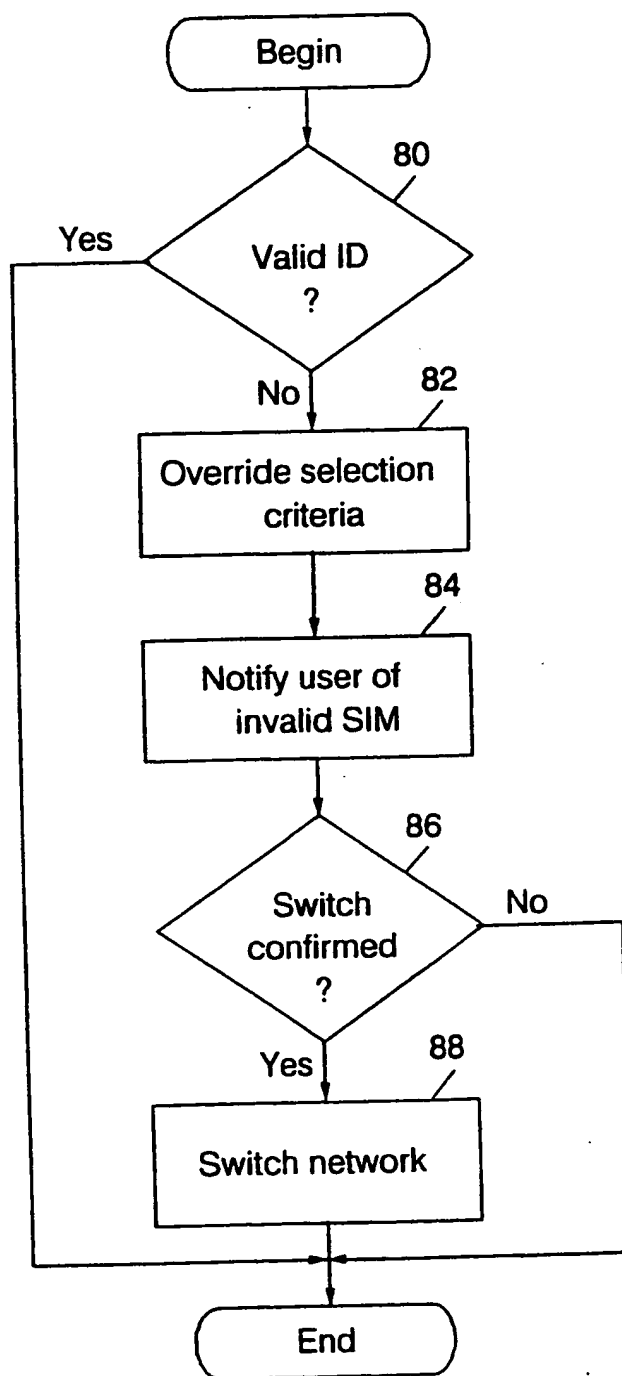 Begin
80
Yes
Valid ID
?
No
82
Override selection
criteria
84
Notify user of
invalid SIM
86
Switch
confirmed
?
No
Yes
88
Switch network
End